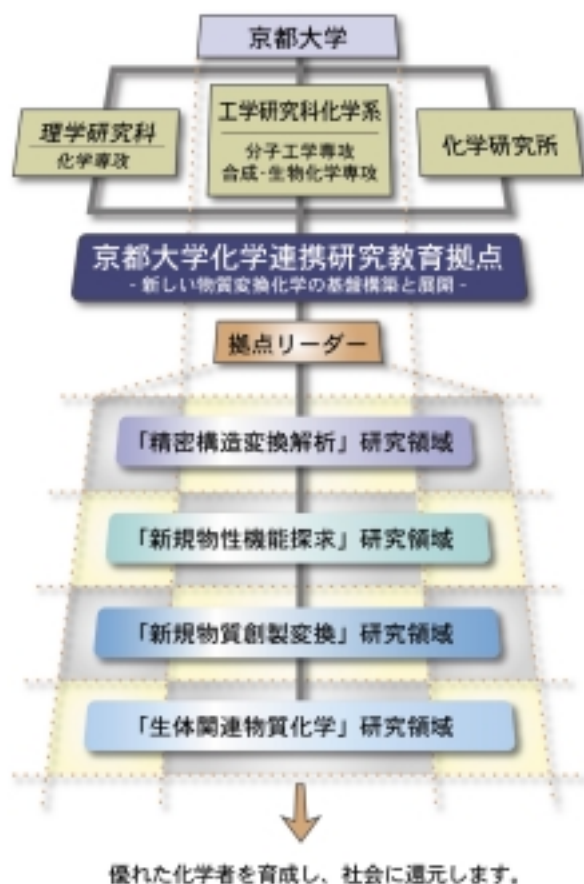 京都大学
理学研究科
化学専攻
工学研究科化学系
分子工学専攻
合成・生物化学専攻
化学研究所
京都大学化学連携研究教育拠点
- 新しい物質変換化学の基盤構築と展開 -
拠点リーダー
「精密構造変換解析」研究領域
「新規物性機能探求」研究領域
「新規物質創製変換」研究領域
「生体関連物質化学」研究領域
優れた化学者を育成し、社会に還元します。